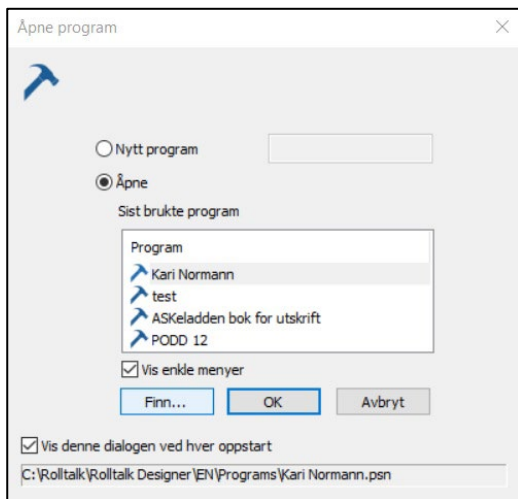 Åpne program
Nytt program
Åpne
Sist brukte program
Program
Kari Normann
test
ASKeladden bok for utskrift
PODD 12
Vis enkle menyer
Finn... OK Avbryt
Vis denne dialogen ved hver oppstart
C:\Rolltalk\Rolltalk Designer\EN\Programs\Kari Normann.psn